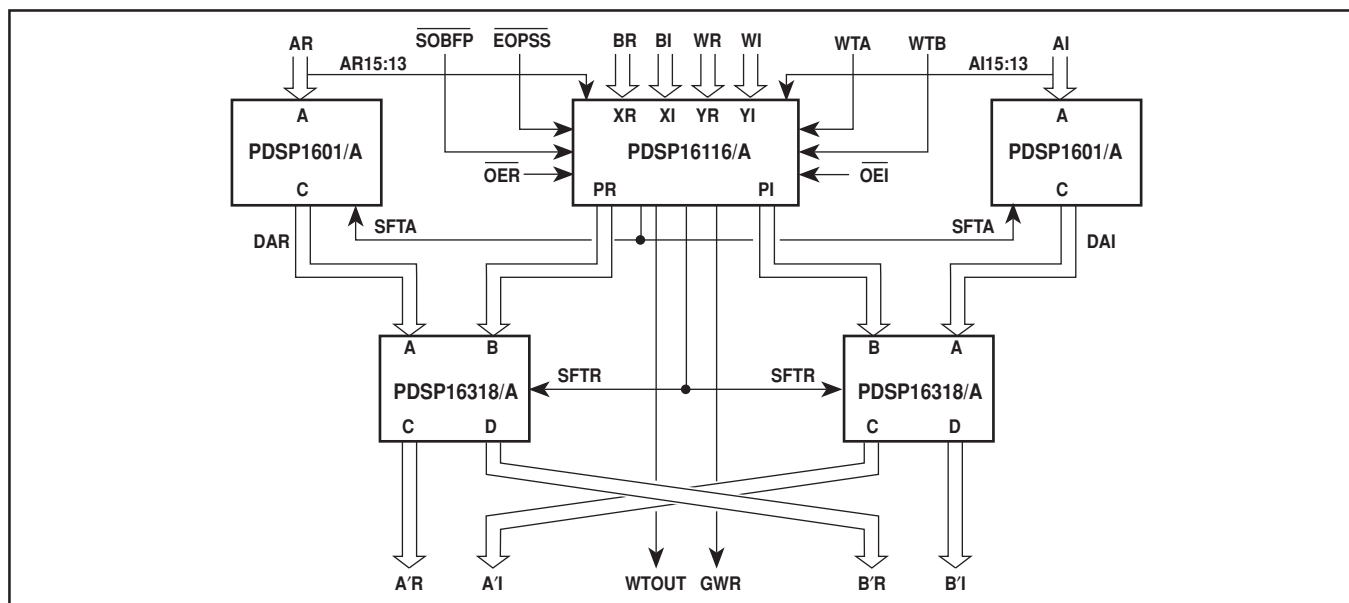 AR SOBFP EOPSS BR BI WR WI WTA WTB AI
AR15:13 AI15:13
A XR XI YR YI A
PDSP1601/A PDSP16116/A PDSP1601/A
OER OEI
C PR PI C
DAR SFTA SFTA DAI
A B B A
SFTR SFTR
PDSP16318/A PDSP16318/A
C D C D
A'R A'I WTOUT GWR B'R B'I